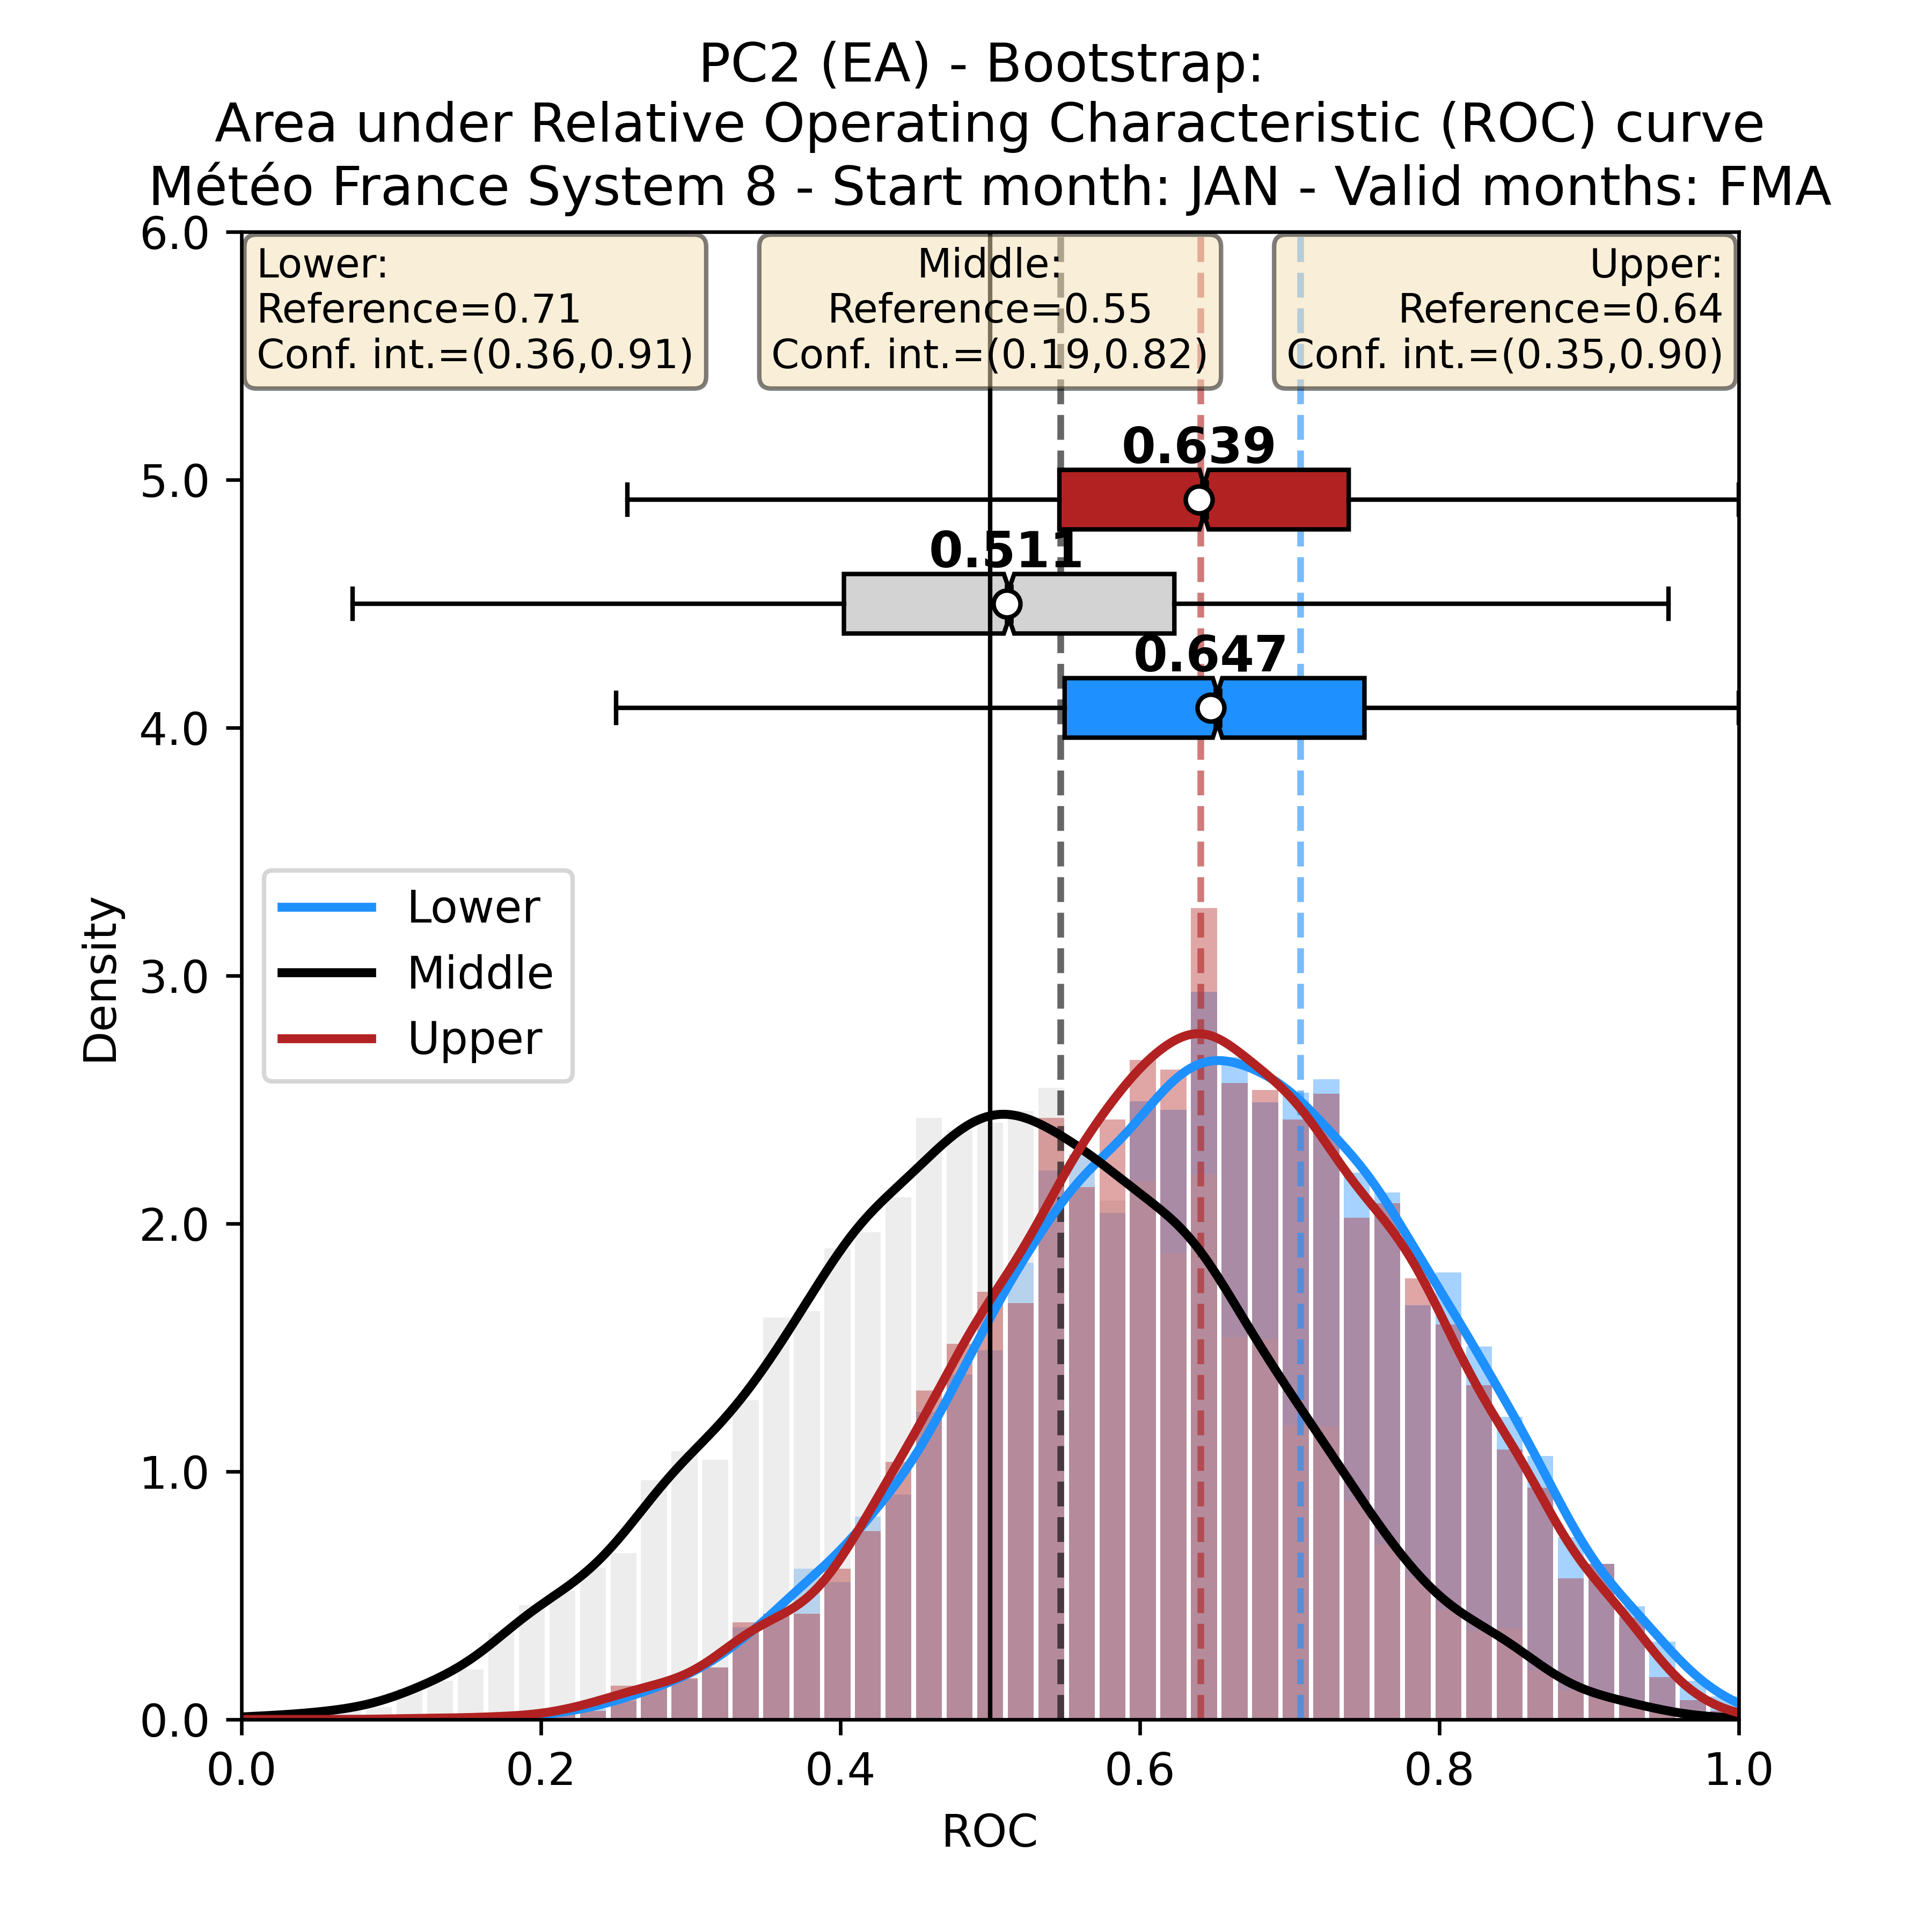 PC2 (EA) - Bootstrap:
Area under Relative Operating Characteristic (ROC) curve
Météo France System 8 - Start month: JAN - Valid months: FMA
6.0
Lower:
Reference=0.71
Conf. int.=(0.36,0.91)
Middle:
Reference=0.55
Conf. int.=(0.19,0.82)
Upper:
Reference=0.64
Conf. int.=(0.35,0.90)
0.639
5.0
0.511
0.647
4.0
Lower
Middle
Upper
Density
3.0
2.0
1.0
0.0
0.0 0.2 0.4 0.6 0.8 1.0
ROC